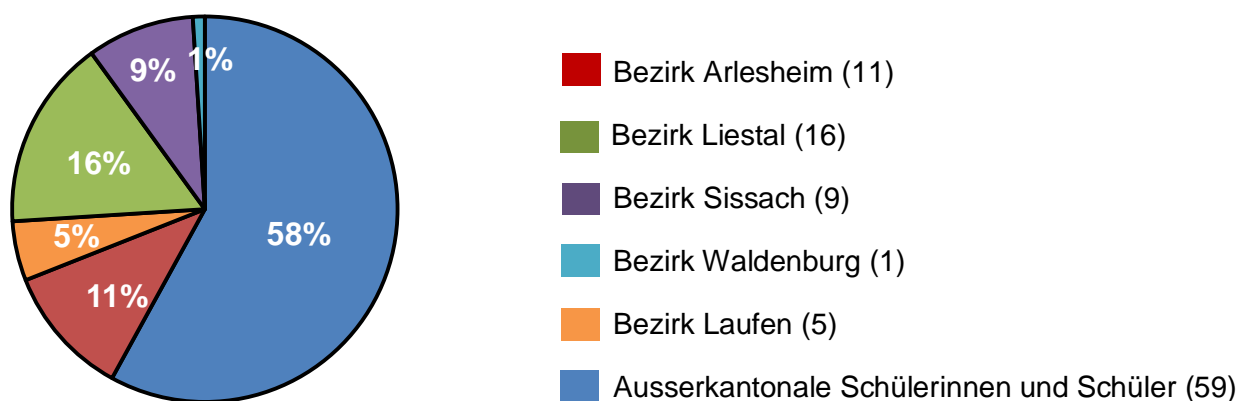 9%
1%
16%
5%
58%
11%
Bezirk Arlesheim (11)
Bezirk Liestal (16)
Bezirk Sissach (9)
Bezirk Waldenburg (1)
Bezirk Laufen (5)
Ausserkantonale Schülerinnen und Schüler (59)